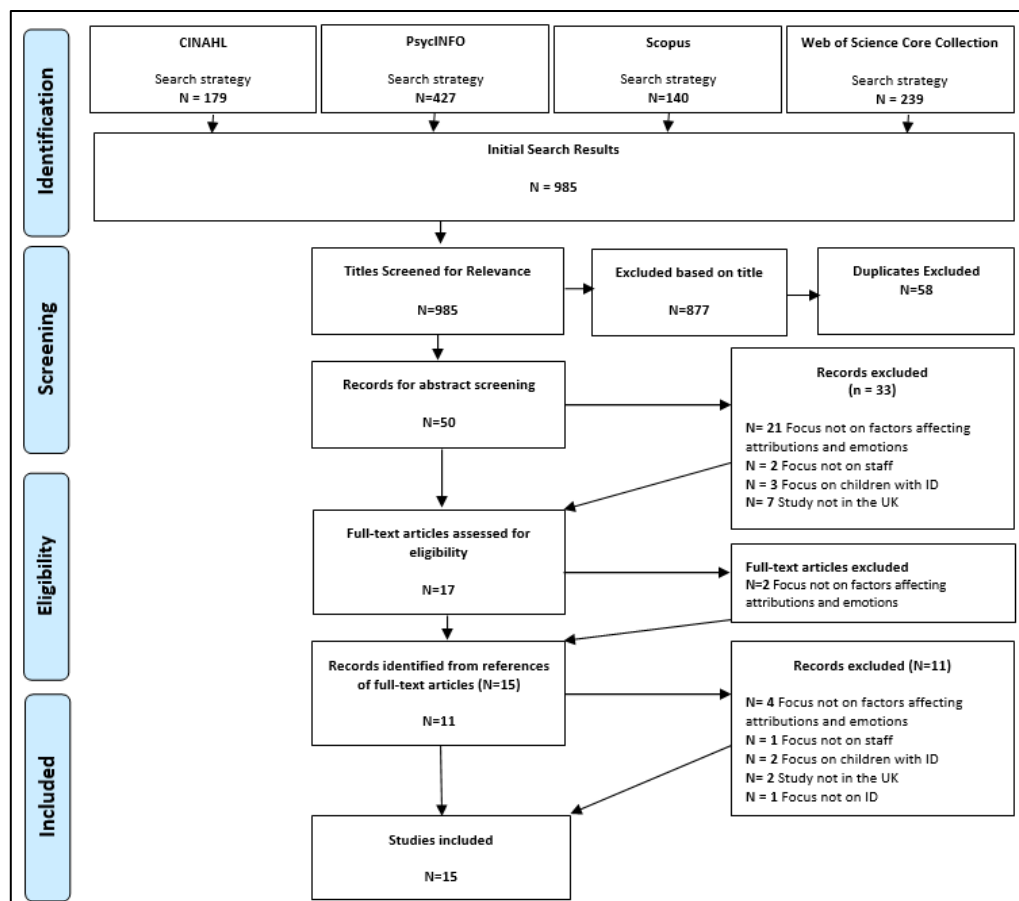 Identification
CINAHL
Search strategy
N = 179
PsycINFO
Search strategy
N=427
Scopus
Search strategy
N=140
Web of Science Core Collection
Search strategy
N = 239
Initial Search Results
N = 985
Screening
Titles Screened for Relevance
N=985
Excluded based on title
N=877
Duplicates Excluded
N=58
Records for abstract screening
N=50
Records excluded
(n = 33)
N= 21 Focus not on factors affecting
attributions and emotions
N = 2 Focus not on staff
N = 3 Focus on children with ID
N= 7 Study not in the UK
Eligibility
Full-text articles assessed for
eligibility
N=17
Full-text articles excluded
N=2 Focus not on factors affecting
attributions and emotions
Records identified from references
of full-text articles (N=15)
N=11
Records excluded (N=11)
N= 4 Focus not on factors affecting
attributions and emotions
N = 1 Focus not on staff
N = 2 Focus on children with ID
N= 2 Study not in the UK
N = 1 Focus not on ID
Included
Studies included
N=15